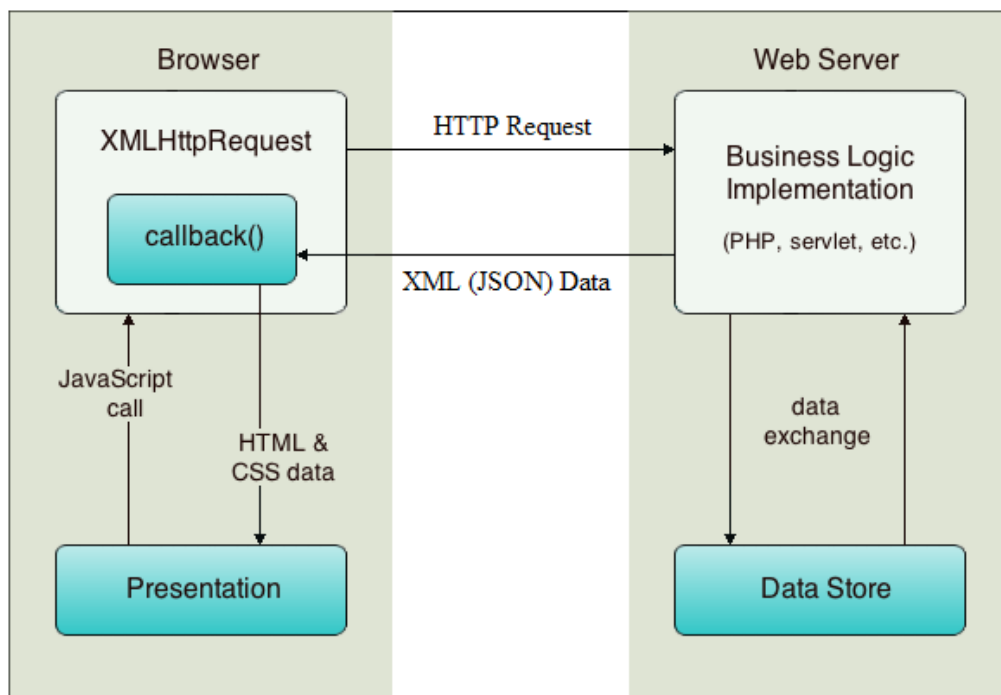 Browser
Web Server
XMLHttpRequest
HTTP Request
callback()
XML (JSON) Data
Business Logic
Implementation
(PHP, servlet, etc.)
JavaScript
call
HTML &
CSS data
data
exchange
Presentation
Data Store